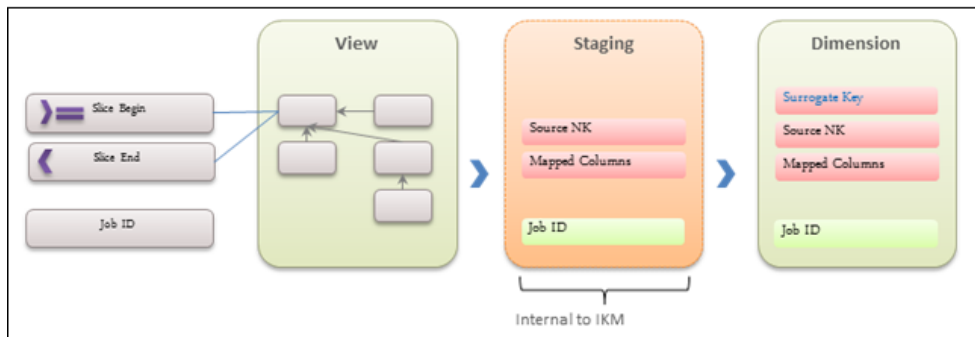 View
Staging
Dimension
Slice Begin
Slice End
Job ID
Source NK
Mapped Columns
Job ID
Surrogate Key
Source NK
Mapped Columns
Job ID
Internal to IKM